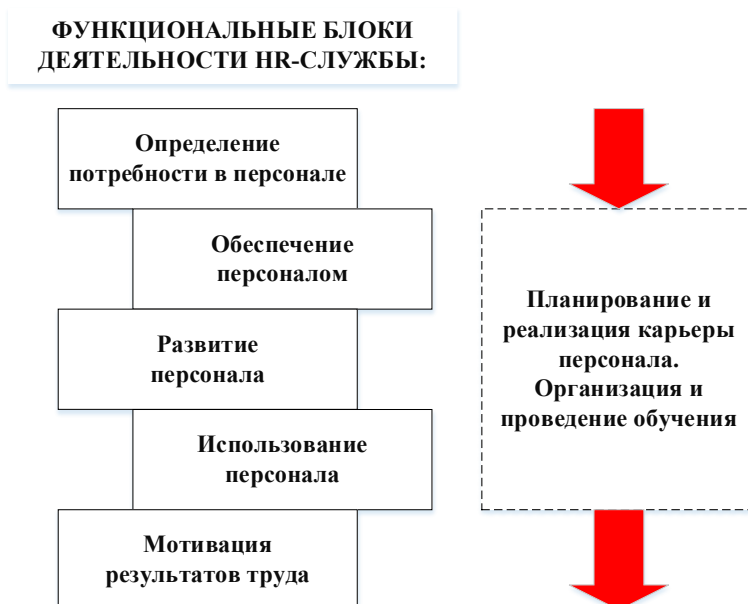 ФУНКЦИОНАЛЬНЫЕ БЛОКИ
ДЕЯТЕЛЬНОСТИ HR-СЛУЖБЫ:
Определение
потребности в персонале
Обеспечение
персоналом
Развитие
персонала
Использование
персонала
Мотивация
результатов труда
Планирование и
реализация карьеры
персонала.
Организация и
проведение обучения